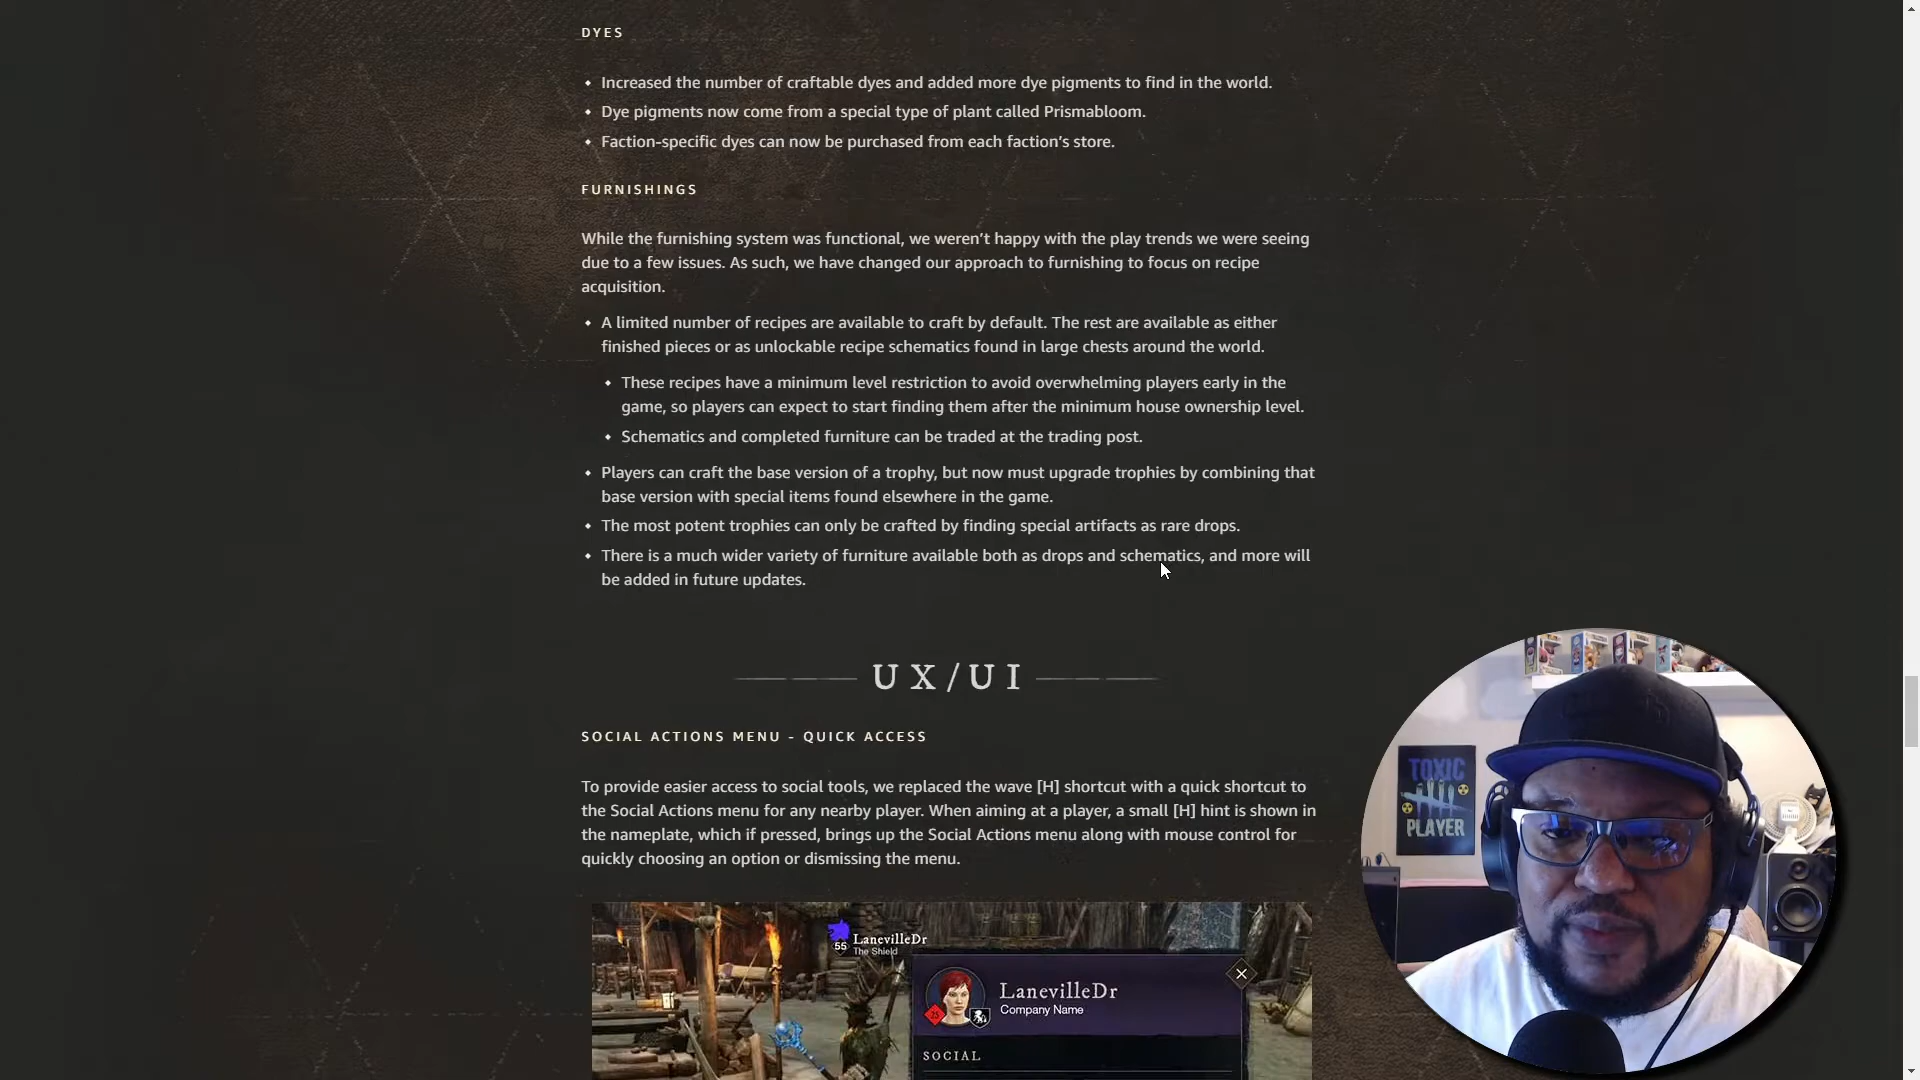 DYES
Increased the number of craftable dyes and added more dye pigments to find in the world.
Dye pigments now come from a special type of plant called Prismabloom.
Faction-specific dyes can now be purchased from each faction's store.
FURNISHINGS
While the furnishing system was functional, we weren't happy with the play trends we were seeing
due to a few issues. As such, we have changed our approach to furnishing to focus on recipe
acquisition.
A limited number of recipes are available to craft by default. The rest are available as either
finished pieces or as unlockable recipe schematics found in large chests around the world.
These recipes have a minimum level restriction to avoid overwhelming players early in the
game, so players can expect to start finding them after the minimum house ownership level.
Schematics and completed furniture can be traded at the trading post.
Players can craft the base version of a trophy, but now must upgrade trophies by combining that
base version with special items found elsewhere in the game.
The most potent trophies can only be crafted by finding special artifacts as rare drops.
There is a much wider variety of furniture available both as drops and schematics, and more will
be added in future updates.
UX/UI
SOCIAL ACTIONS MENU - QUICK ACCESS
To provide easier access to social tools, we replaced the wave [H] shortcut with a quick shortcut to
the Social Actions menu for any nearby player. When aiming at a player, a small [H] hint is shown in
the nameplate, which if pressed, brings up the Social Actions menu along with mouse control for
quickly choosing an option or dismissing the menu.
55 LanevilleDr
The Shield
LanevilleDr
Company Name
SOCIAL
TOXIC
PLAYER